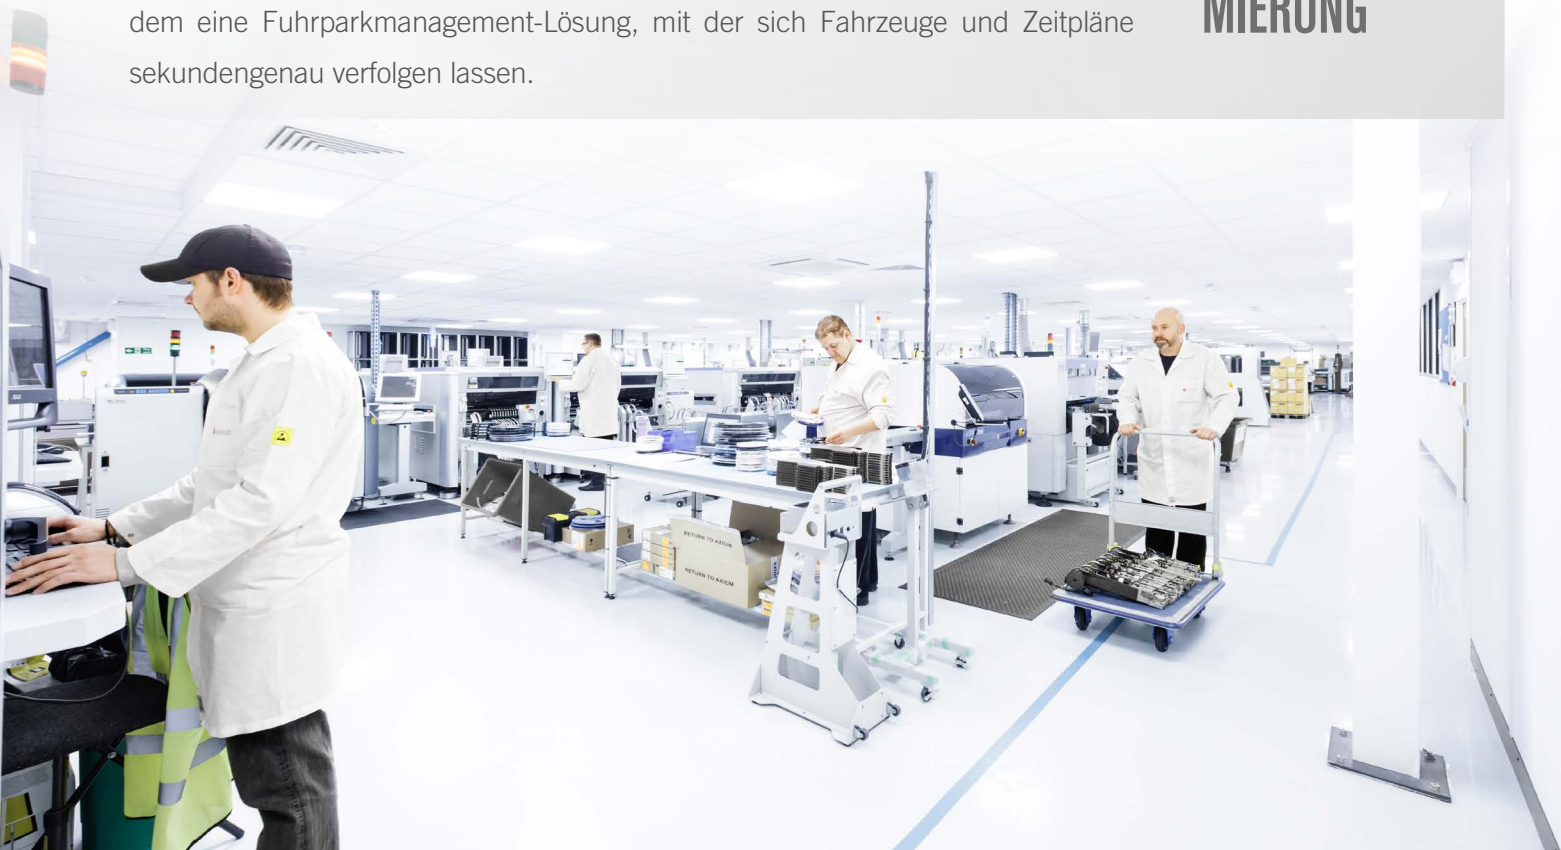 dem eine Fuhrparkmanagement-Lösung, mit der sich Fahrzeuge und Zeitpläne
sekundengenau verfolgen lassen.
MIERUNG
RETURN TO AXIOM
RETURN TO AXIOM